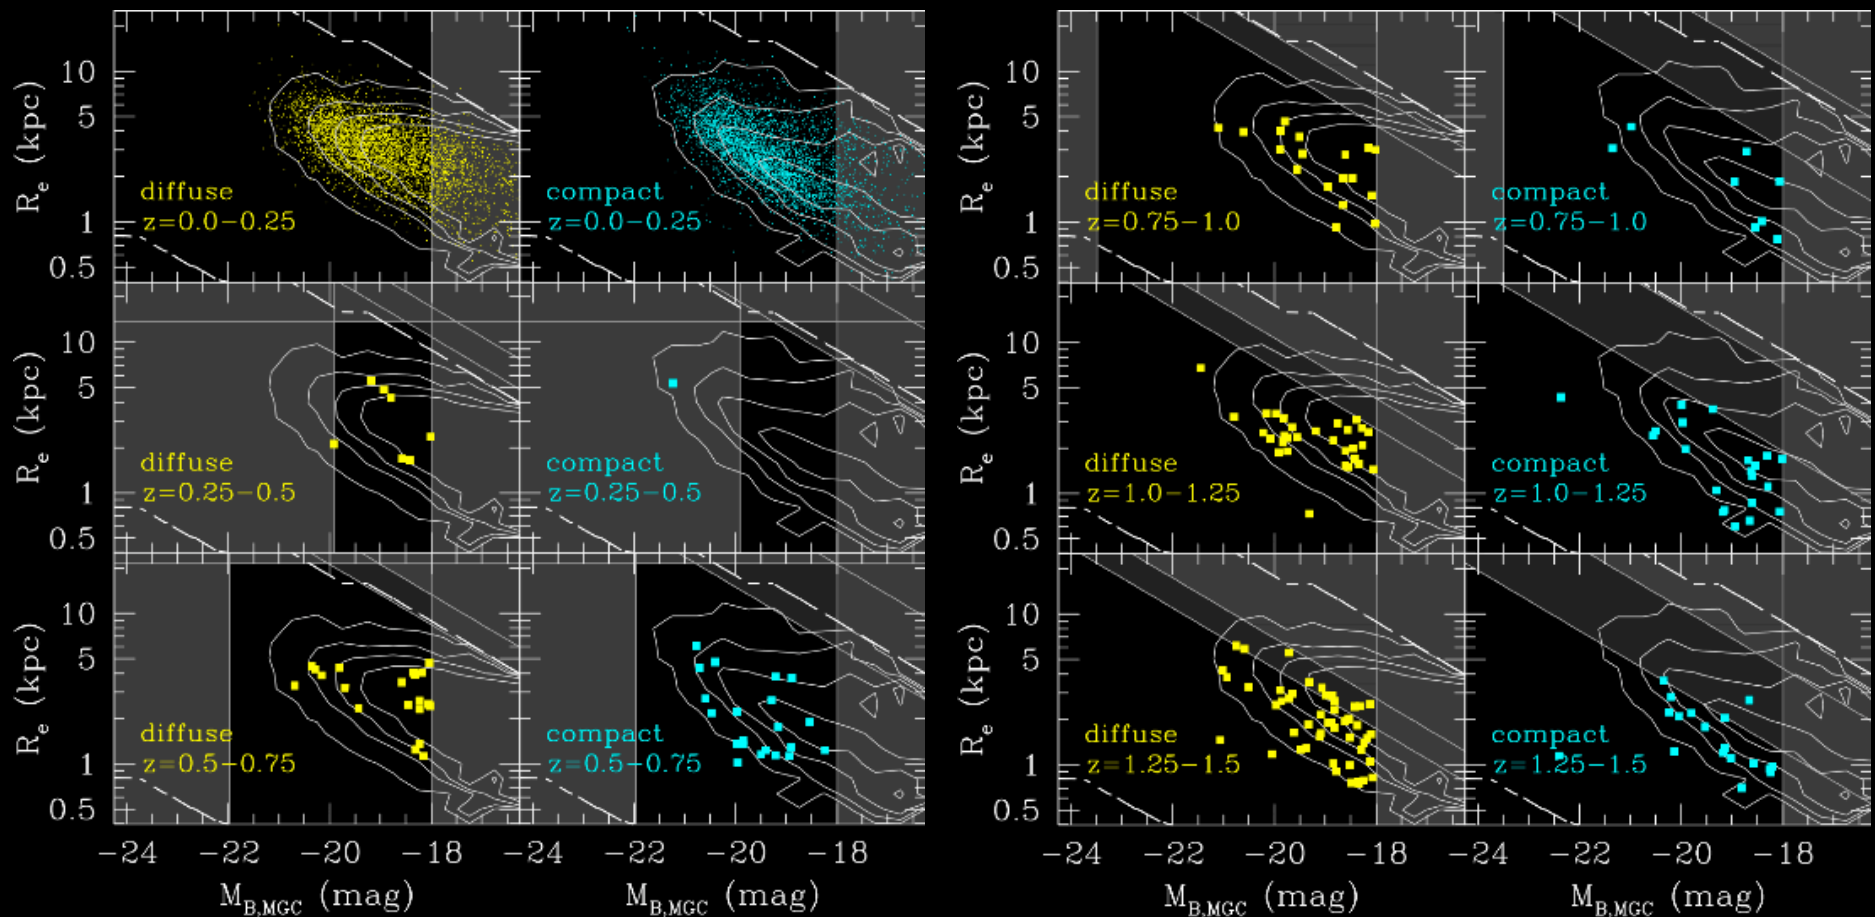 R_e (kpc)
10
5
1
0.5
diffuse
z=0.0−0.25
compact
z=0.0−0.25
R_e (kpc)
10
5
1
0.5
diffuse
z=0.25−0.5
compact
z=0.25−0.5
R_e (kpc)
10
5
1
0.5
diffuse
z=0.5−0.75
compact
z=0.5−0.75
−24 −22 −20 −18 −22 −20 −18
M_B,MGC (mag) M_B,MGC (mag)
R_e (kpc)
10
5
1
0.5
diffuse
z=0.75−1.0
compact
z=0.75−1.0
R_e (kpc)
10
5
1
0.5
diffuse
z=1.0−1.25
compact
z=1.0−1.25
R_e (kpc)
10
5
1
0.5
diffuse
z=1.25−1.5
compact
z=1.25−1.5
−24 −22 −20 −18 −22 −20 −18
M_B,MGC (mag) M_B,MGC (mag)